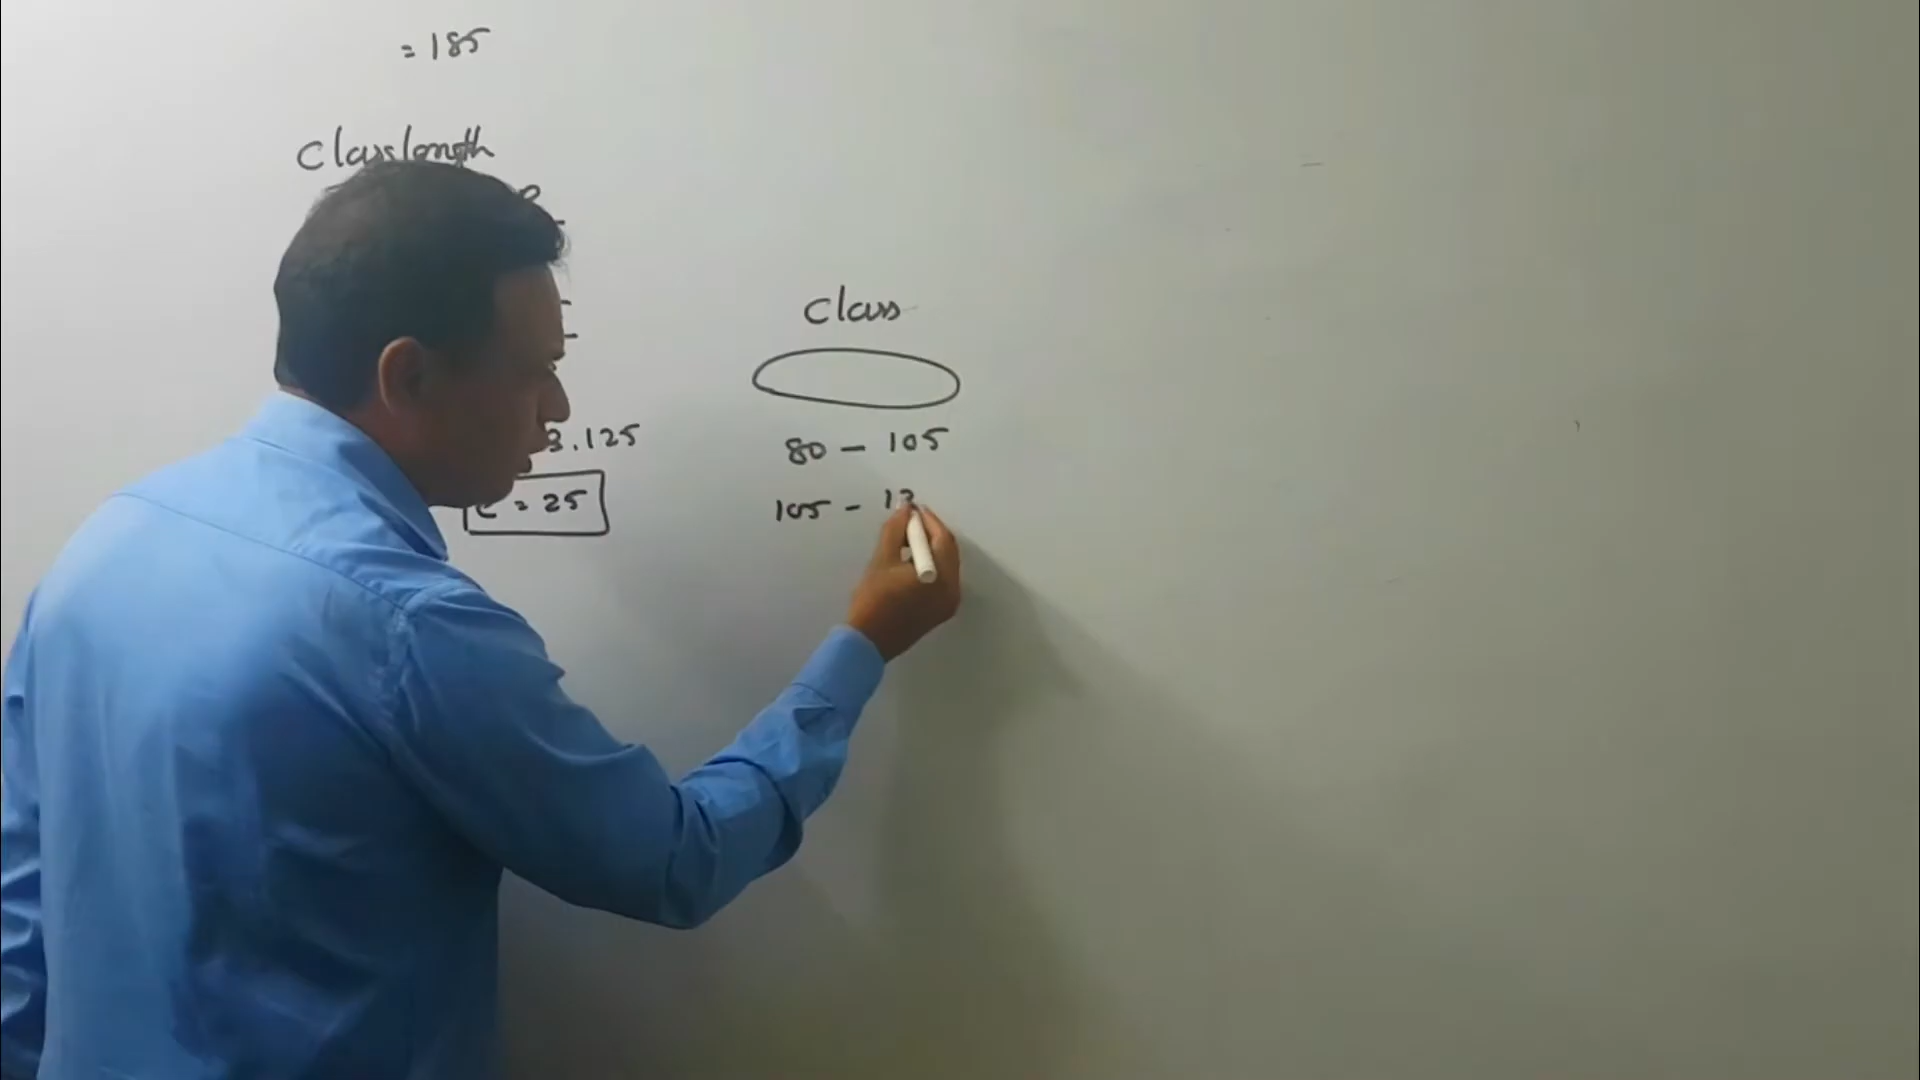 = 185
Class length
Class
3.125
80 - 105
= 25
105 - 13